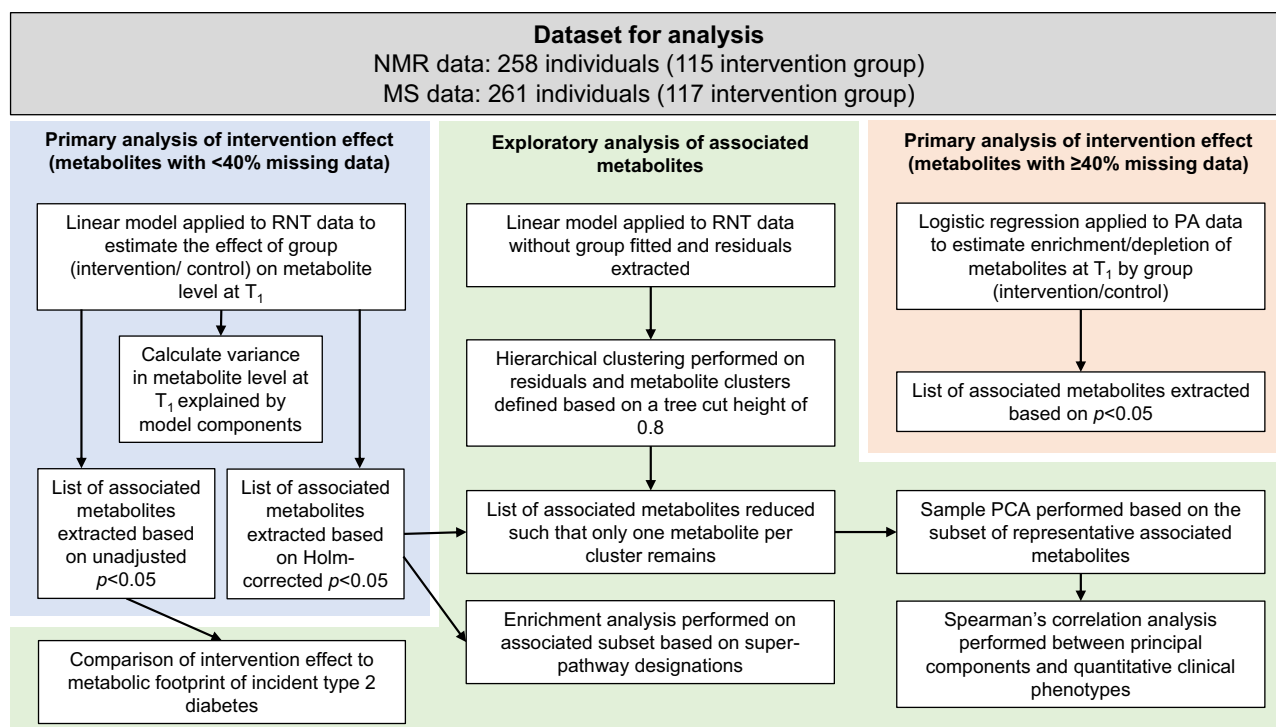 Dataset for analysis
NMR data: 258 individuals (115 intervention group)
MS data: 261 individuals (117 intervention group)
Primary analysis of intervention effect
(metabolites with <40% missing data)
Linear model applied to RNT data to
estimate the effect of group
(intervention/ control) on metabolite
level at T1
Calculate variance
in metabolite level at
T1 explained by
model components
List of associated
metabolites
extracted based
on unadjusted
p<0.05
List of associated
metabolites
extracted based
on Holm-
corrected p<0.05
Comparison of intervention effect to
metabolic footprint of incident type 2
diabetes
Exploratory analysis of associated
metabolites
Linear model applied to RNT data
without group fitted and residuals
extracted
Hierarchical clustering performed on
residuals and metabolite clusters
defined based on a tree cut height of
0.8
List of associated metabolites reduced
such that only one metabolite per
cluster remains
Enrichment analysis performed on
associated subset based on super-
pathway designations
Primary analysis of intervention effect
(metabolites with ≥40% missing data)
Logistic regression applied to PA data
to estimate enrichment/depletion of
metabolites at T1 by group
(intervention/control)
List of associated metabolites extracted
based on p<0.05
Sample PCA performed based on the
subset of representative associated
metabolites
Spearman’s correlation analysis
performed between principal
components and quantitative clinical
phenotypes